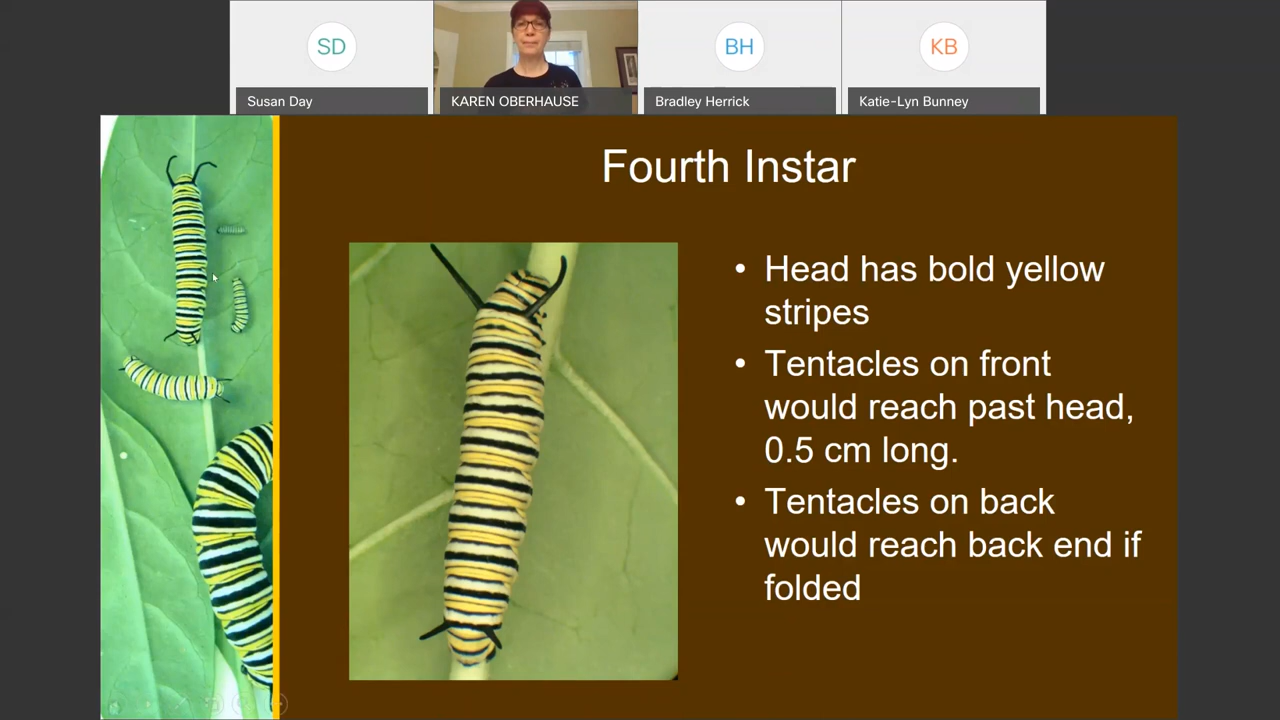 SD
BH
KB
Susan Day
KAREN OBERHAUSE
Bradley Herrick
Katie-Lyn Bunney
Fourth Instar
• Head has bold yellow
stripes
• Tentacles on front
would reach past head,
0.5 cm long.
• Tentacles on back
would reach back end if
folded